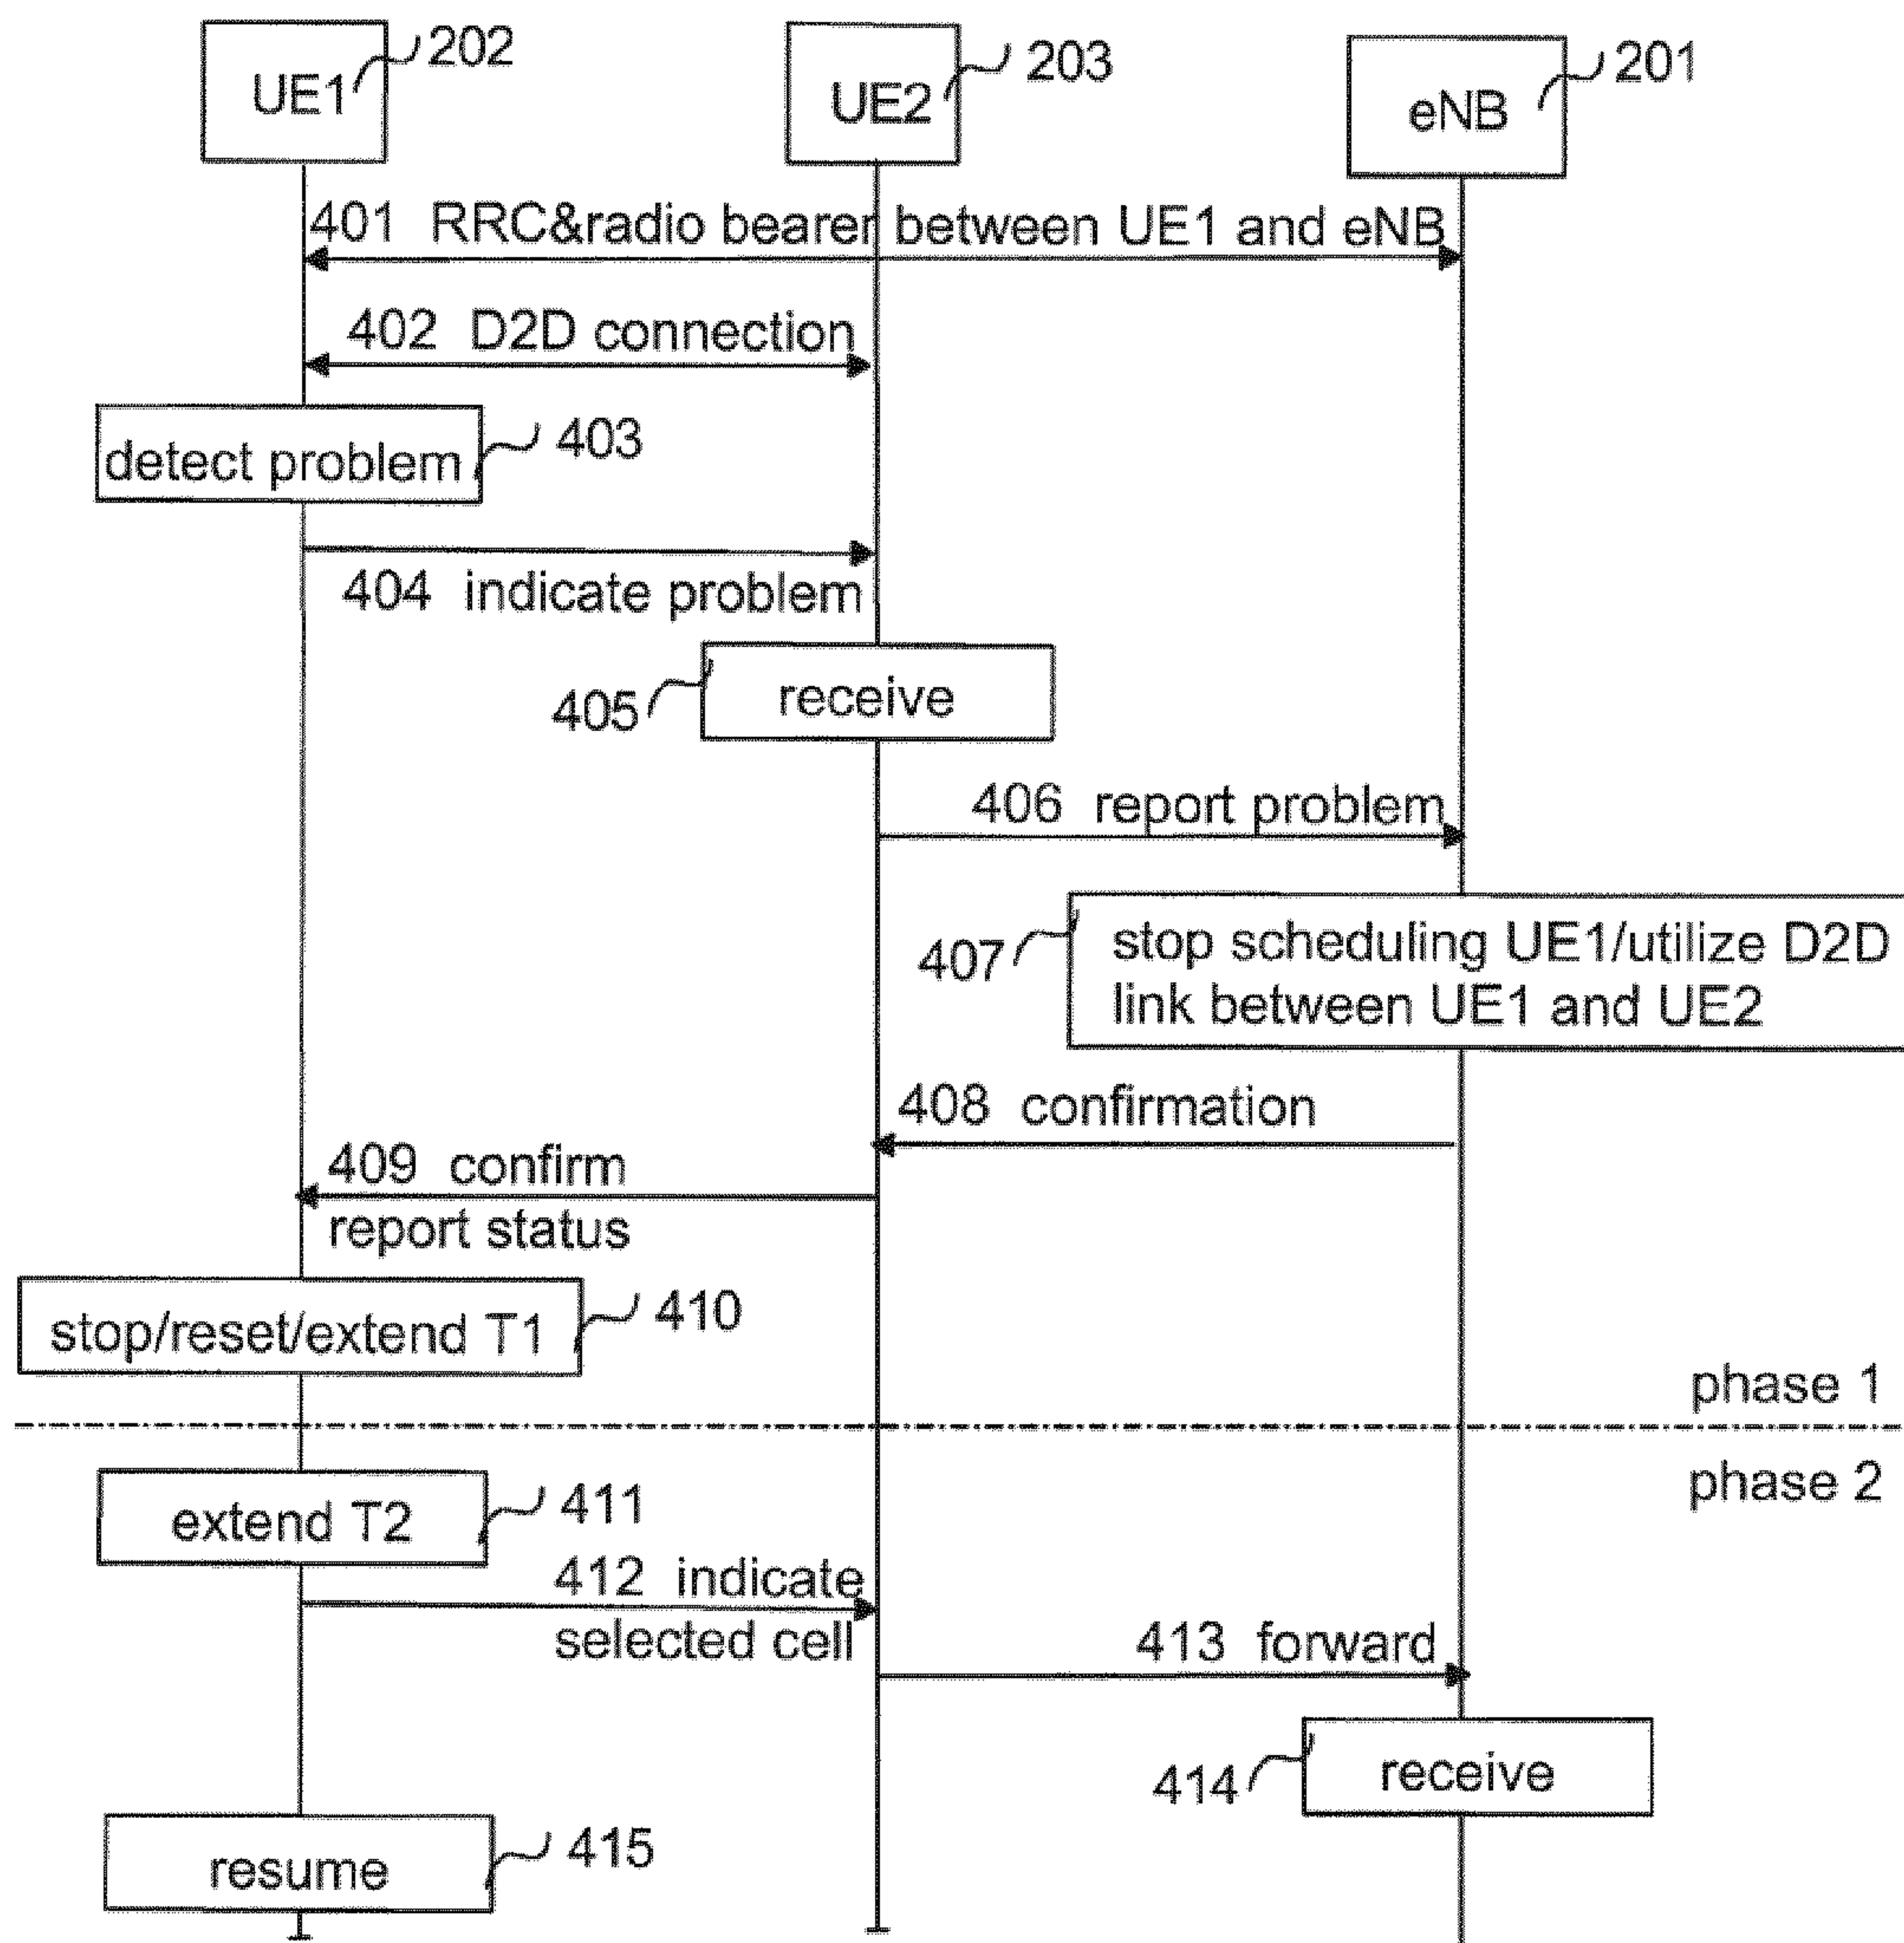 UE1
202
UE2
203
eNB
201
401 RRC&radio bearer between UE1 and eNB
402 D2D connection
detect problem
403
404 indicate problem
405
receive
406 report problem
407
stop scheduling UE1/utilize D2D
link between UE1 and UE2
408 confirmation
409 confirm
report status
stop/reset/extend T1
410
phase 1
phase 2
extend T2
411
412 indicate
selected cell
413 forward
414
receive
resume
415